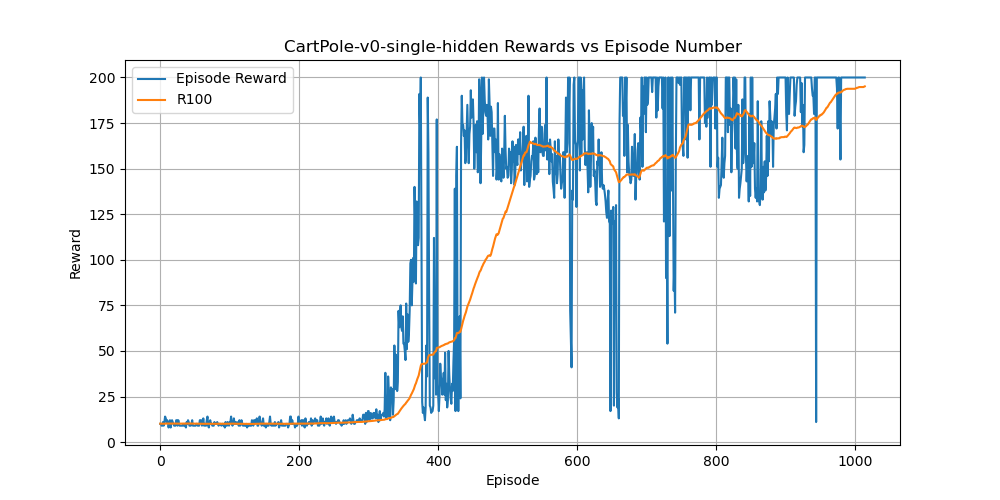 CartPole-v0-single-hidden Rewards vs Episode Number
Episode Reward
R100
200
175
150
125
100
75
50
25
0
Reward
0 200 400 600 800 1000
Episode